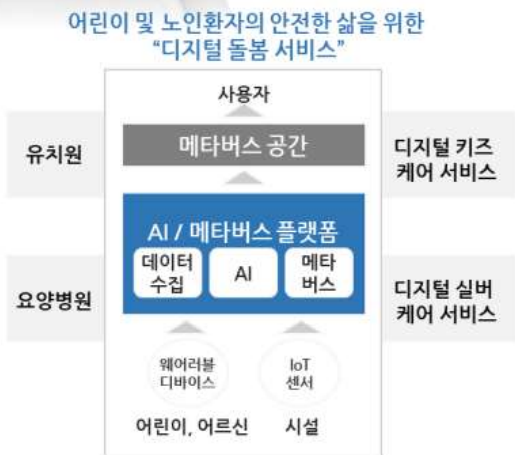 어린이 및 노인환자의 안전한 삶을 위한
“디지털 돌봄 서비스”
사용자
유치원
메타버스 공간
디지털 키즈
케어 서비스
AI / 메타버스 플랫폼
데이터
수집
AI
메타
버스
요양병원
디지털 실버
케어 서비스
웨어러블
디바이스
IoT
센서
어린이, 어르신
시설